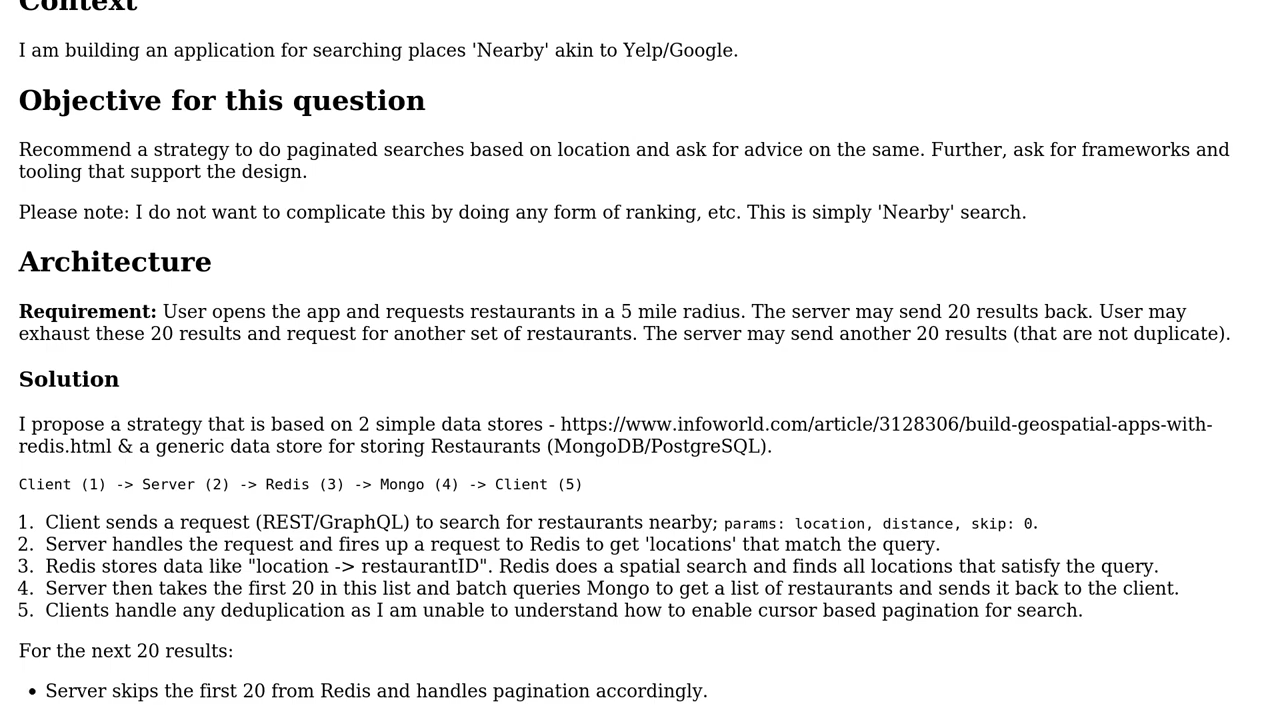 Context
I am building an application for searching places 'Nearby' akin to Yelp/Google.
Objective for this question
Recommend a strategy to do paginated searches based on location and ask for advice on the same. Further, ask for frameworks and
tooling that support the design.
Please note: I do not want to complicate this by doing any form of ranking, etc. This is simply 'Nearby' search.
Architecture
Requirement: User opens the app and requests restaurants in a 5 mile radius. The server may send 20 results back. User may
exhaust these 20 results and request for another set of restaurants. The server may send another 20 results (that are not duplicate).
Solution
I propose a strategy that is based on 2 simple data stores - https://www.infoworld.com/article/3128306/build-geospatial-apps-with-
redis.html & a generic data store for storing Restaurants (MongoDB/PostgreSQL).
Client (1) -> Server (2) -> Redis (3) -> Mongo (4) -> Client (5)
1. Client sends a request (REST/GraphQL) to search for restaurants nearby; params: location, distance, skip: 0.
2. Server handles the request and fires up a request to Redis to get 'locations' that match the query.
3. Redis stores data like "location -> restaurantID". Redis does a spatial search and finds all locations that satisfy the query.
4. Server then takes the first 20 in this list and batch queries Mongo to get a list of restaurants and sends it back to the client.
5. Clients handle any deduplication as I am unable to understand how to enable cursor based pagination for search.
For the next 20 results:
• Server skips the first 20 from Redis and handles pagination accordingly.